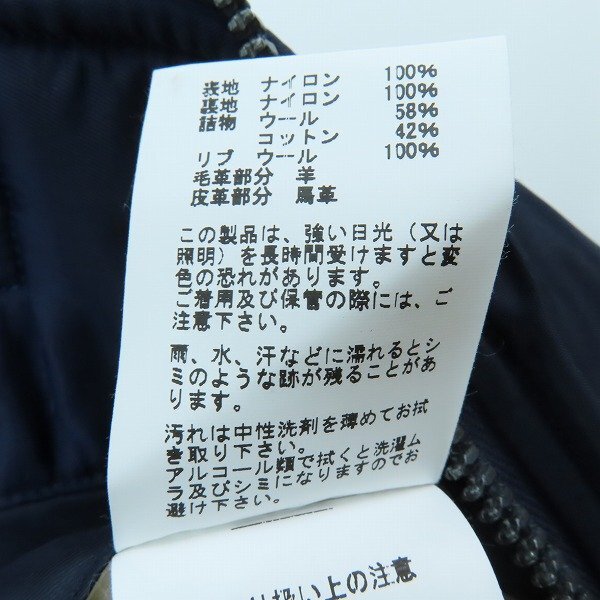 表地　ナイロン　100%
裏地　ナイロン　100%
詰物　ウール　58%
コットン　42%
リブ　ウール　100%
毛革部分　羊
皮革部分　馬革
この製品は、強い日光（又は
照明）を長時間受けますと変
色の恐れがあります。
ご着用及び保管の際には、ご
注意下さい。
雨、水、汗などに濡れるとシ
ミのような跡が残ることがあ
ります。
汚れは中性洗剤を薄めてお拭
き取り下さい。
アルコール類で拭くと洗濯ム
ラ及びシミになりますのでお
避け下さい。
扱い上の注意